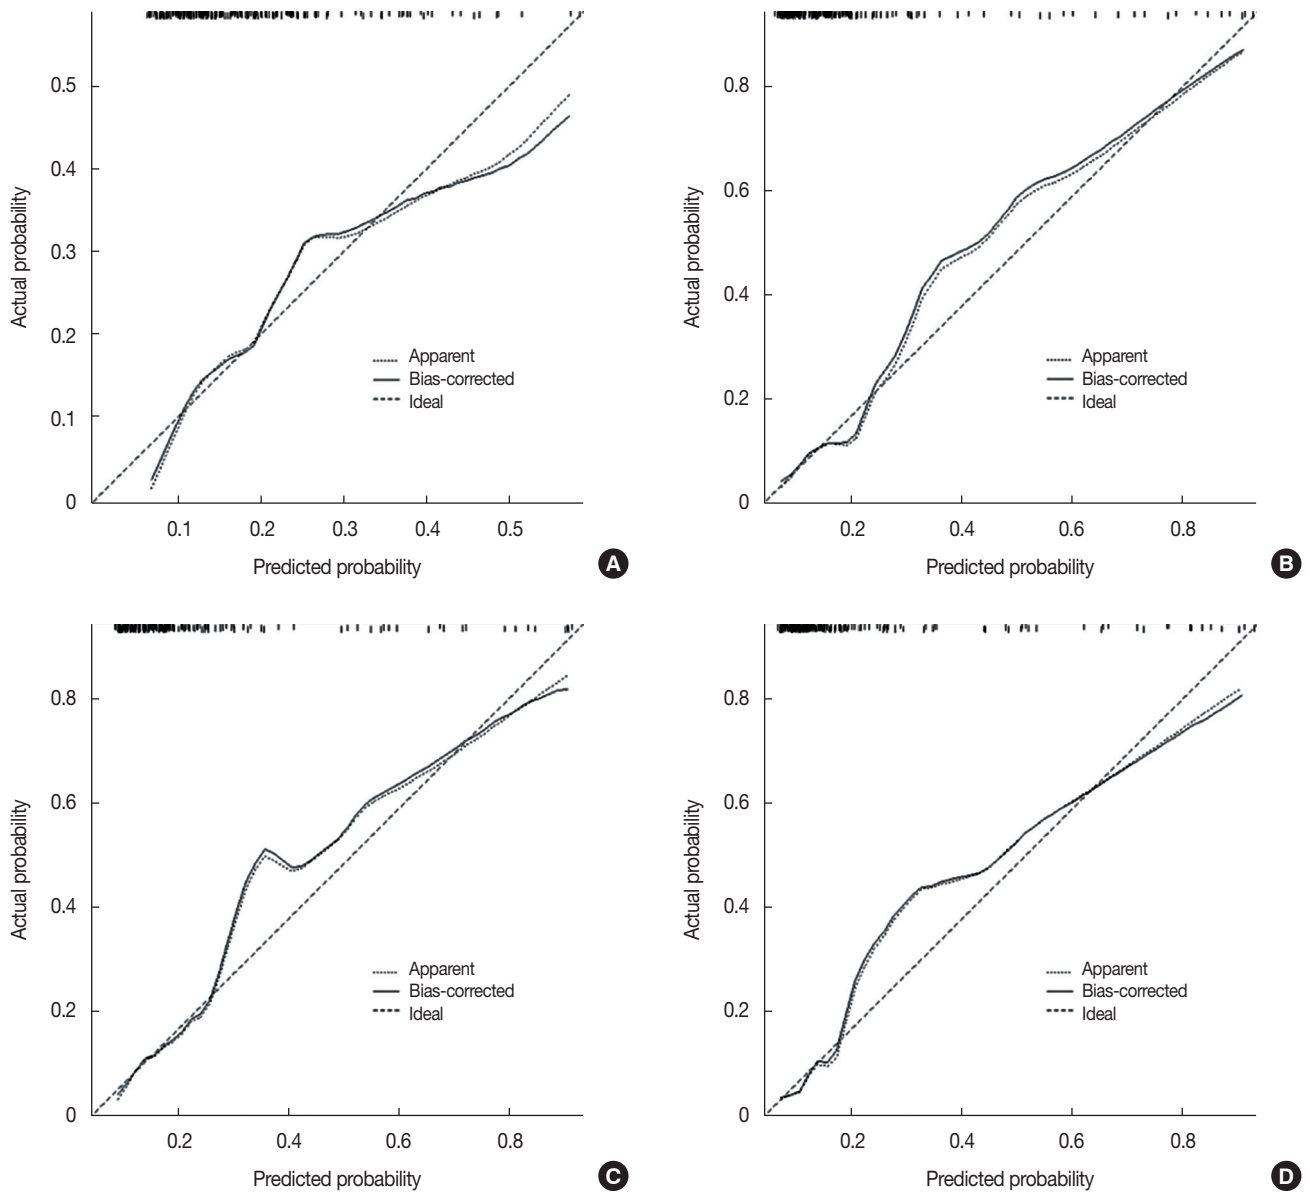 0.5
0.4
0.3
0.2
0.1
0
0.1 0.2 0.3 0.4 0.5
Actual probability
Predicted probability
Apparent
Bias-corrected
Ideal
A
0.8
0.6
0.4
0.2
0
0.2 0.4 0.6 0.8
Actual probability
Predicted probability
Apparent
Bias-corrected
Ideal
B
0.8
0.6
0.4
0.2
0
0.2 0.4 0.6 0.8
Actual probability
Predicted probability
Apparent
Bias-corrected
Ideal
C
0.8
0.6
0.4
0.2
0
0.2 0.4 0.6 0.8
Actual probability
Predicted probability
Apparent
Bias-corrected
Ideal
D